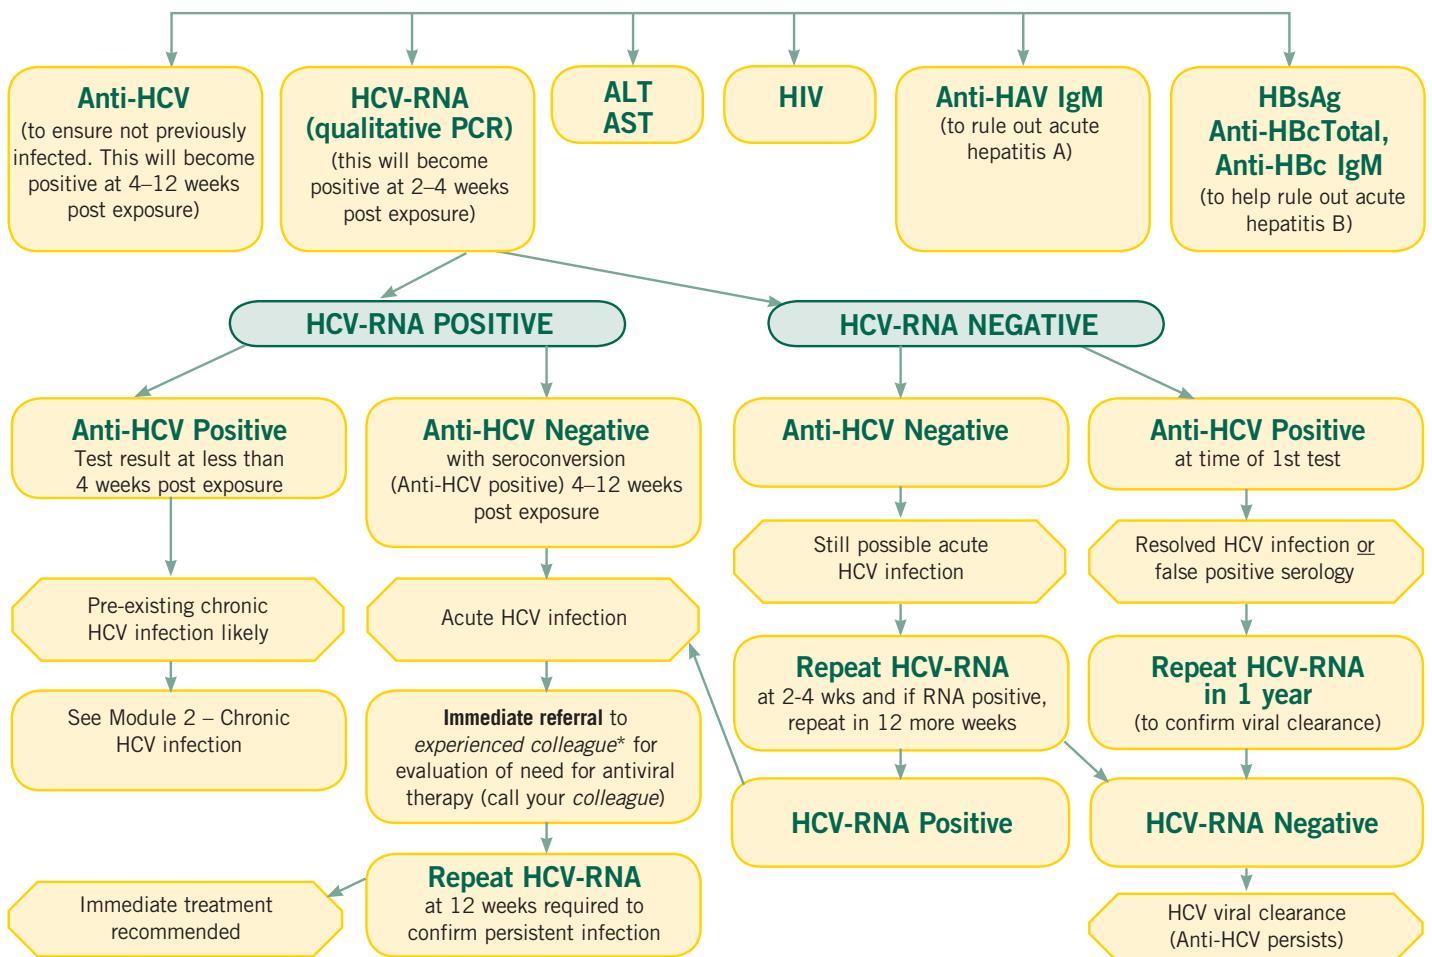 Anti-HCV
(to ensure not previously
infected. This will become
positive at 4–12 weeks
post exposure)
HCV-RNA
(qualitative PCR)
(this will become
positive at 2–4 weeks
post exposure)
ALT
AST
HIV
Anti-HAV IgM
(to rule out acute
hepatitis A)
HBsAg
Anti-HBcTotal,
Anti-HBc IgM
(to help rule out acute
hepatitis B)
HCV-RNA POSITIVE
HCV-RNA NEGATIVE
Anti-HCV Positive
Test result at less than
4 weeks post exposure
Anti-HCV Negative
with seroconversion
(Anti-HCV positive) 4–12 weeks
post exposure
Anti-HCV Negative
Anti-HCV Positive
at time of 1st test
Pre-existing chronic
HCV infection likely
Acute HCV infection
Still possible acute
HCV infection
Resolved HCV infection or
false positive serology
See Module 2 – Chronic
HCV infection
Immediate referral to
experienced colleague* for
evaluation of need for antiviral
therapy (call your colleague)
Repeat HCV-RNA
at 2-4 wks and if RNA positive,
repeat in 12 more weeks
Repeat HCV-RNA
in 1 year
(to confirm viral clearance)
HCV-RNA Positive
HCV-RNA Negative
Immediate treatment
recommended
Repeat HCV-RNA
at 12 weeks required to
confirm persistent infection
HCV viral clearance
(Anti-HCV persists)